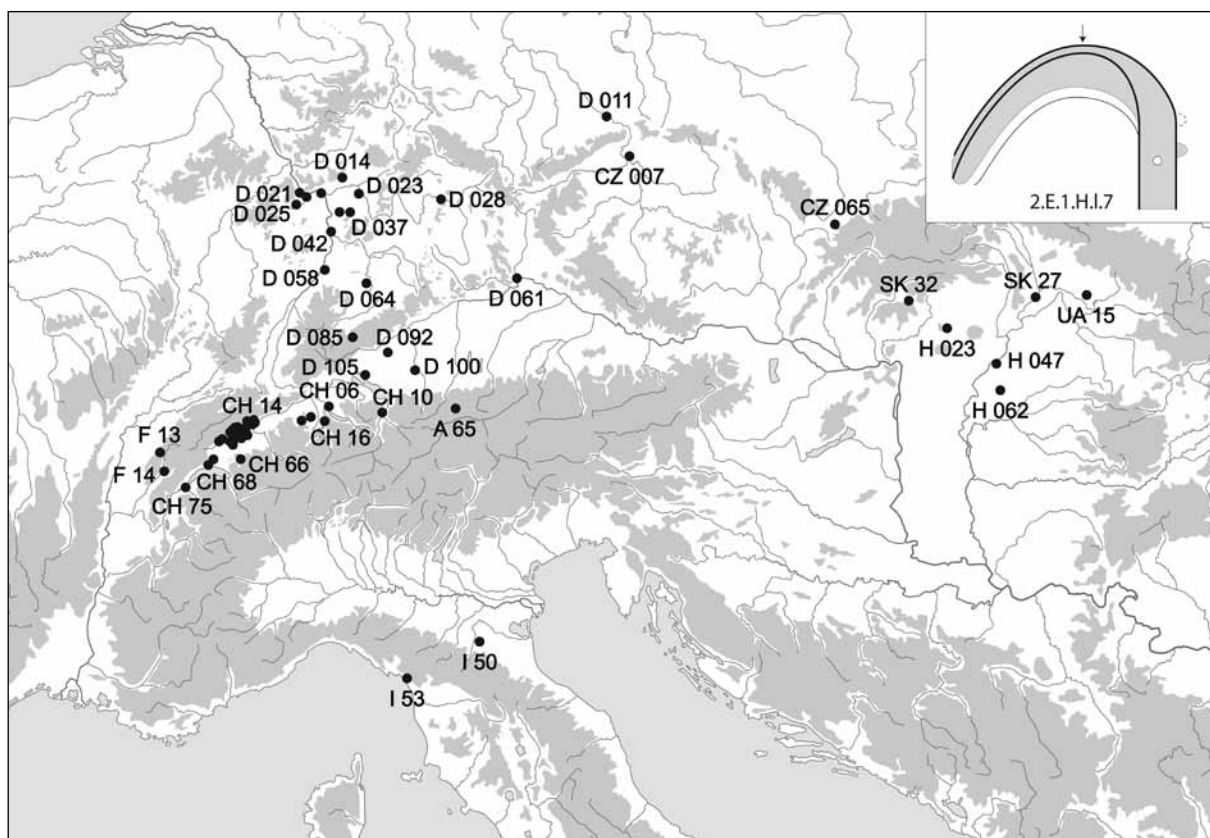 D 011
CZ 007
2.E.1.H.I.7
D 014
D 021
D 023
D 025
D 028
D 037
CZ 065
D 042
D 058
D 064
D 061
SK 32
SK 27
UA 15
D 085
D 092
H 023
H 047
D 105
D 100
H 062
CH 06
CH 10
CH 14
CH 16
A 65
F 13
CH 66
F 14
CH 68
CH 75
I 50
I 53